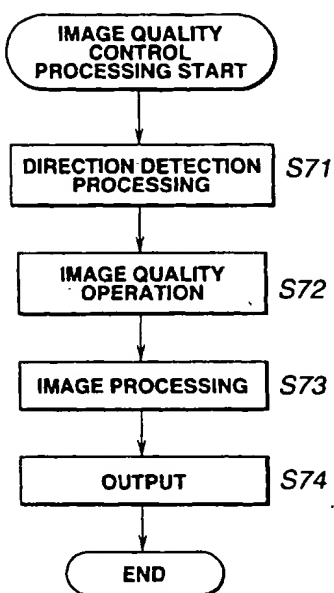 IMAGE QUALITY
CONTROL
PROCESSING START
DIRECTION DETECTION
PROCESSING
S71
IMAGE QUALITY
OPERATION
S72
IMAGE PROCESSING
S73
OUTPUT
S74
END